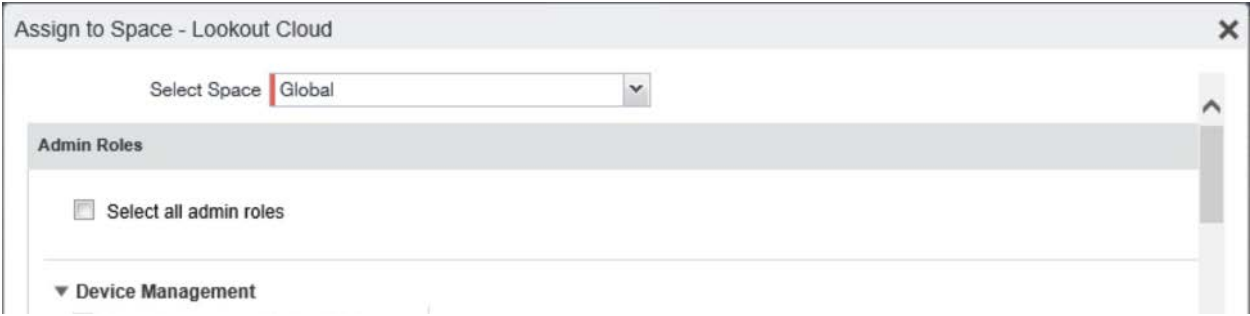 Assign to Space - Lookout Cloud
Select Space Global
Admin Roles
Select all admin roles
Device Management